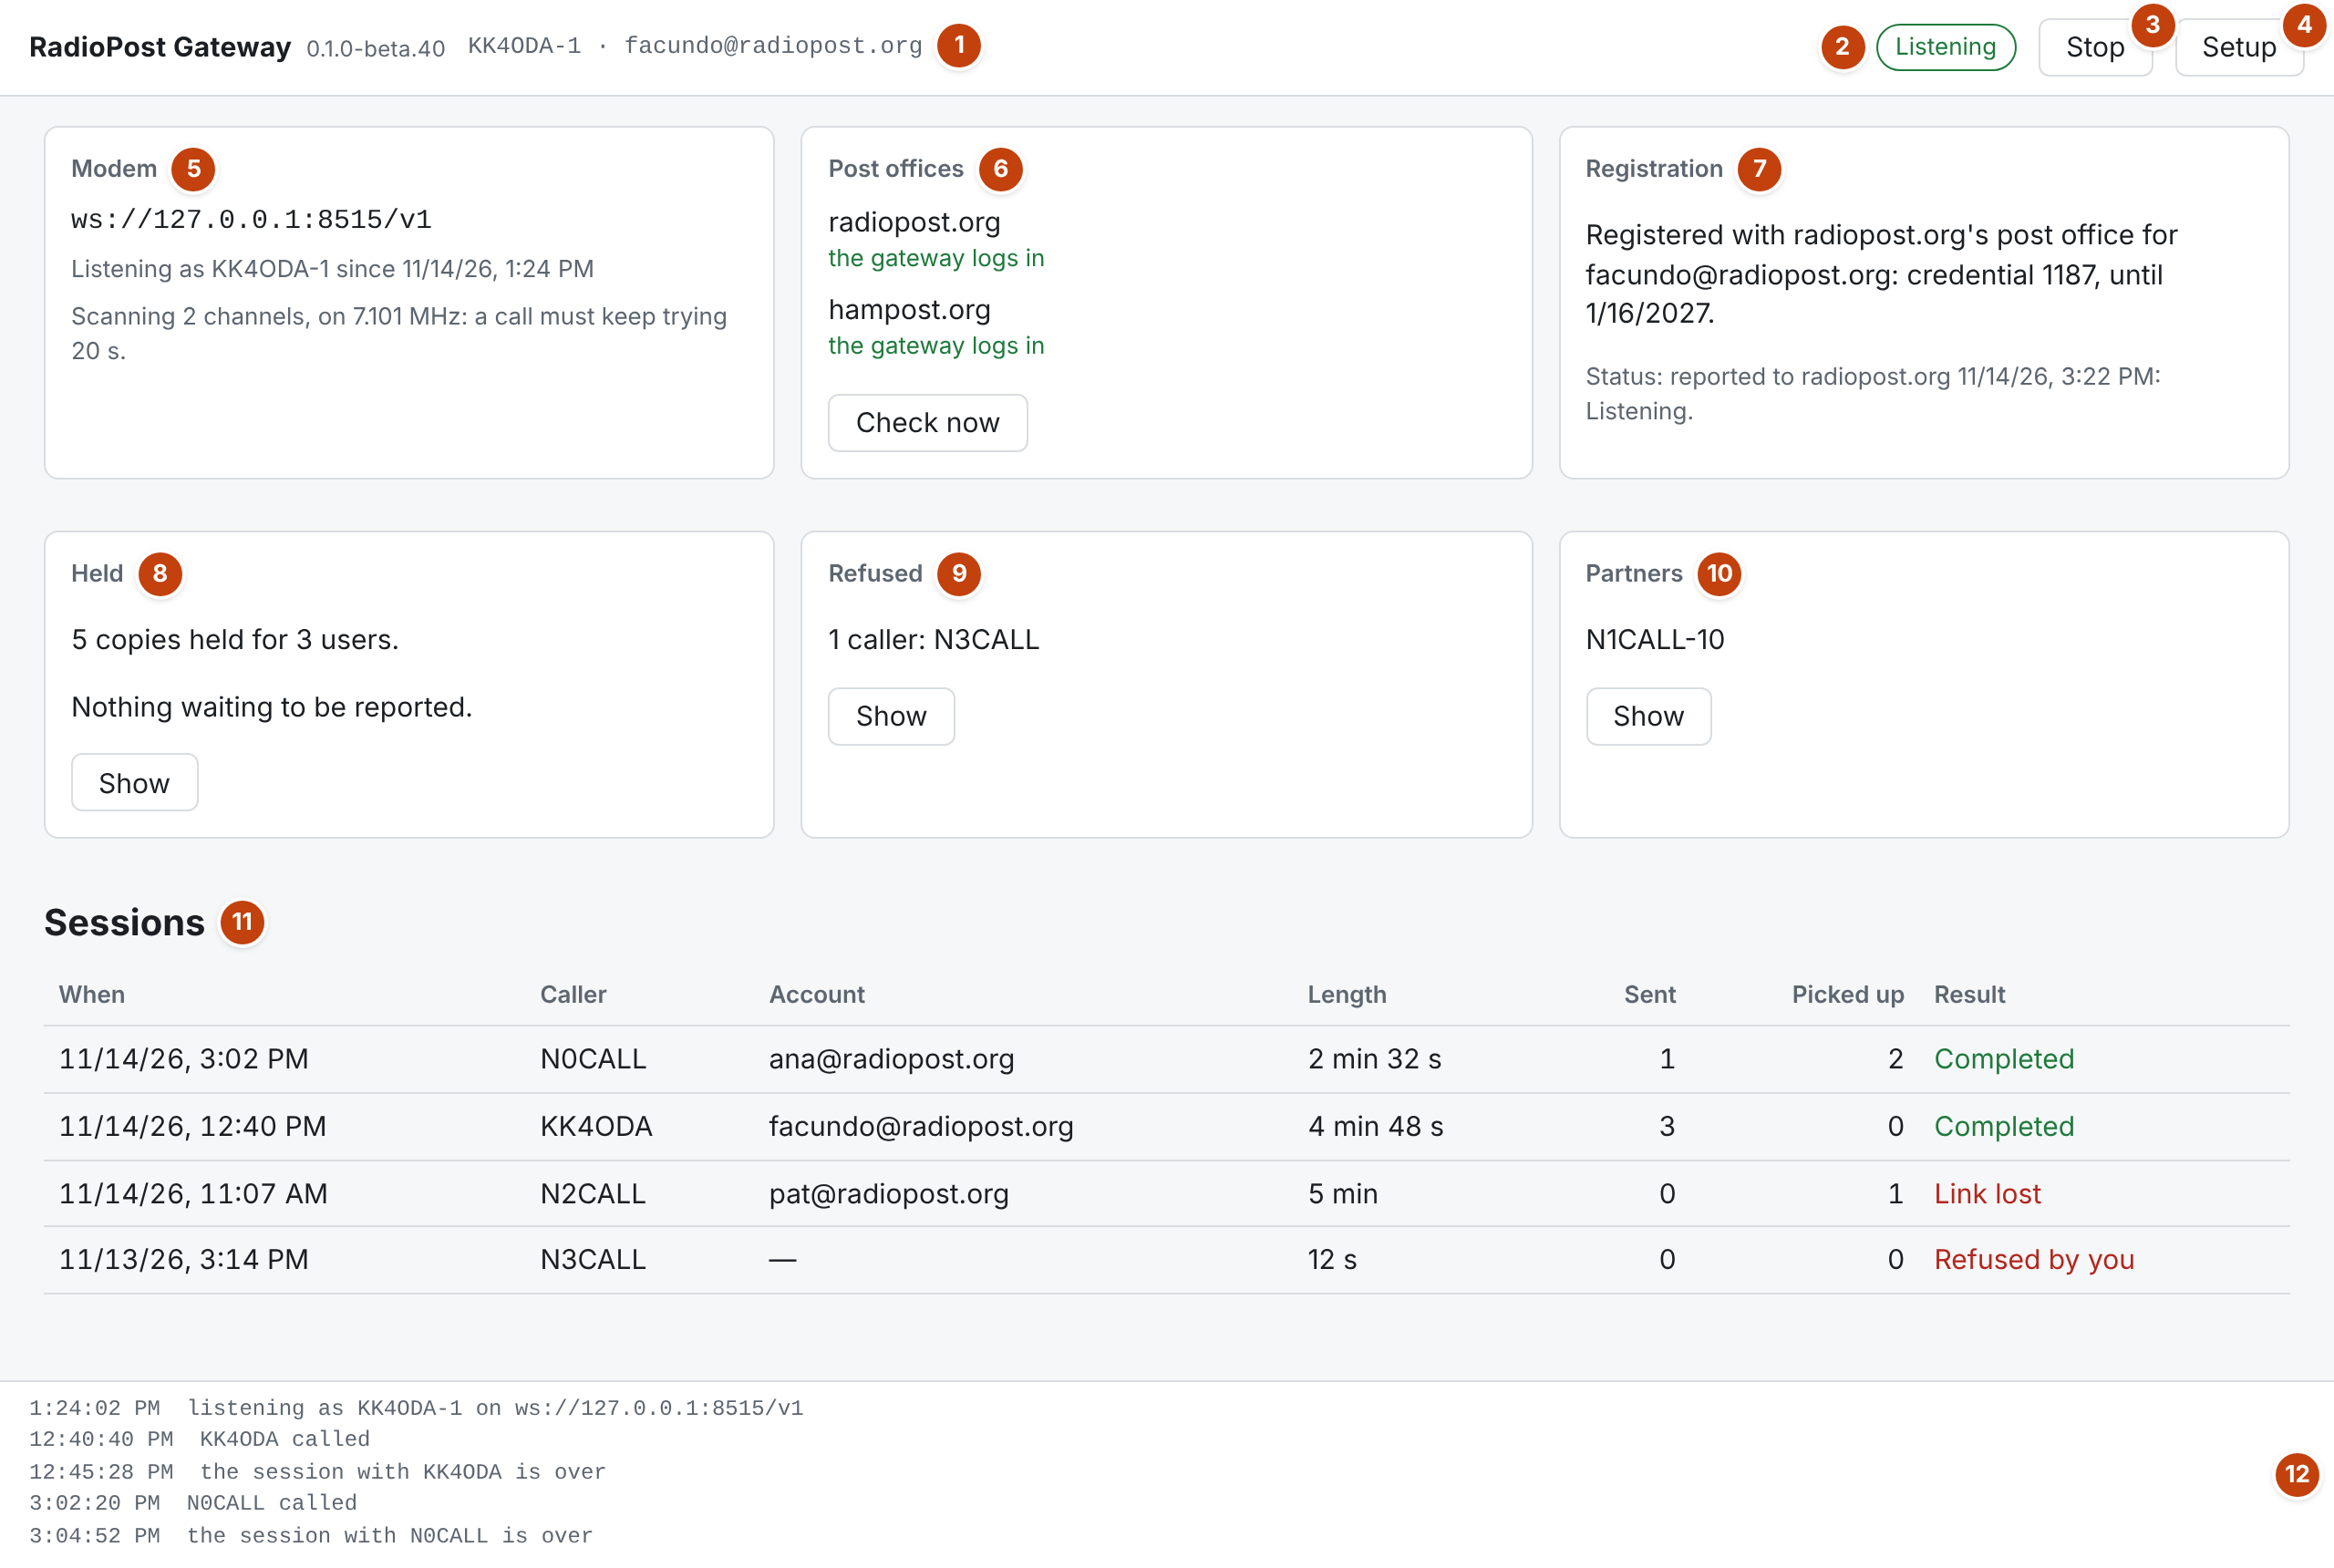 RadioPost Gateway 0.1.0-beta.40 KK4ODA-1 · facundo@radiopost.org 1 2 Listening Stop 3 Setup 4
Modem 5
ws://127.0.0.1:8515/v1
Listening as KK4ODA-1 since 11/14/26, 1:24 PM
Scanning 2 channels, on 7.101 MHz: a call must keep trying
20 s.
Post offices 6
radiopost.org
the gateway logs in
hampost.org
the gateway logs in
Check now
Registration 7
Registered with radiopost.org's post office for
facundo@radiopost.org: credential 1187, until
1/16/2027.
Status: reported to radiopost.org 11/14/26, 3:22 PM:
Listening.
Held 8
5 copies held for 3 users.
Nothing waiting to be reported.
Show
Refused 9
1 caller: N3CALL
Show
Partners 10
N1CALL-10
Show
Sessions 11
When Caller Account Length Sent Picked up Result
11/14/26, 3:02 PM N0CALL ana@radiopost.org 2 min 32 s 1 2 Completed
11/14/26, 12:40 PM KK4ODA facundo@radiopost.org 4 min 48 s 3 0 Completed
11/14/26, 11:07 AM N2CALL pat@radiopost.org 5 min 0 1 Link lost
11/13/26, 3:14 PM N3CALL — 12 s 0 0 Refused by you
1:24:02 PM listening as KK4ODA-1 on ws://127.0.0.1:8515/v1
12:40:40 PM KK4ODA called
12:45:28 PM the session with KK4ODA is over
3:02:20 PM N0CALL called
3:04:52 PM the session with N0CALL is over
12